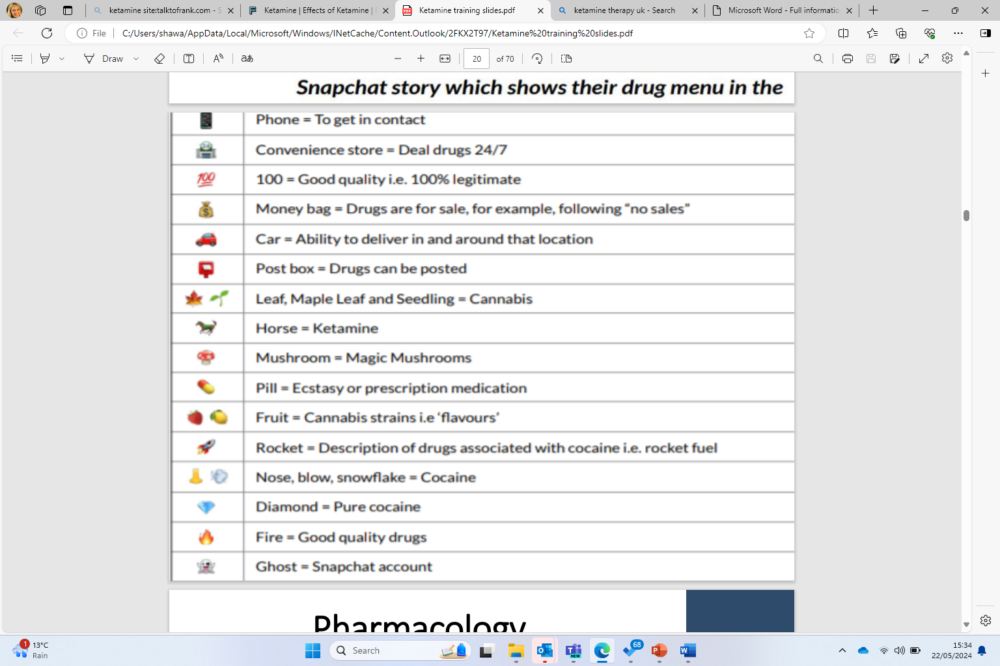 ketamine site:talktofrank.com - S
Ketamine | Effects of Ketamine | F
Ketamine training slides.pdf
ketamine therapy uk - Search
Microsoft Word - Full informatio
File
C:/Users/shawa/AppData/Local/Microsoft/Windows/INetCache/Content.Outlook/2FKX2T97/Ketamine%20training%20slides.pdf
Draw
20 of 70
Snapchat story which shows their drug menu in the
Phone = To get in contact
24
Convenience store = Deal drugs 24/7
100
100 = Good quality i.e. 100% legitimate
$
Money bag = Drugs are for sale, for example, following “no sales”
Car = Ability to deliver in and around that location
Post box = Drugs can be posted
Leaf, Maple Leaf and Seedling = Cannabis
Horse = Ketamine
Mushroom = Magic Mushrooms
Pill = Ecstasy or prescription medication
Fruit = Cannabis strains i.e ‘flavours’
Rocket = Description of drugs associated with cocaine i.e. rocket fuel
Nose, blow, snowflake = Cocaine
Diamond = Pure cocaine
Fire = Good quality drugs
Ghost = Snapchat account
Pharmacology
1
13°C
Rain
Search
NEW
68
15:34
22/05/2024